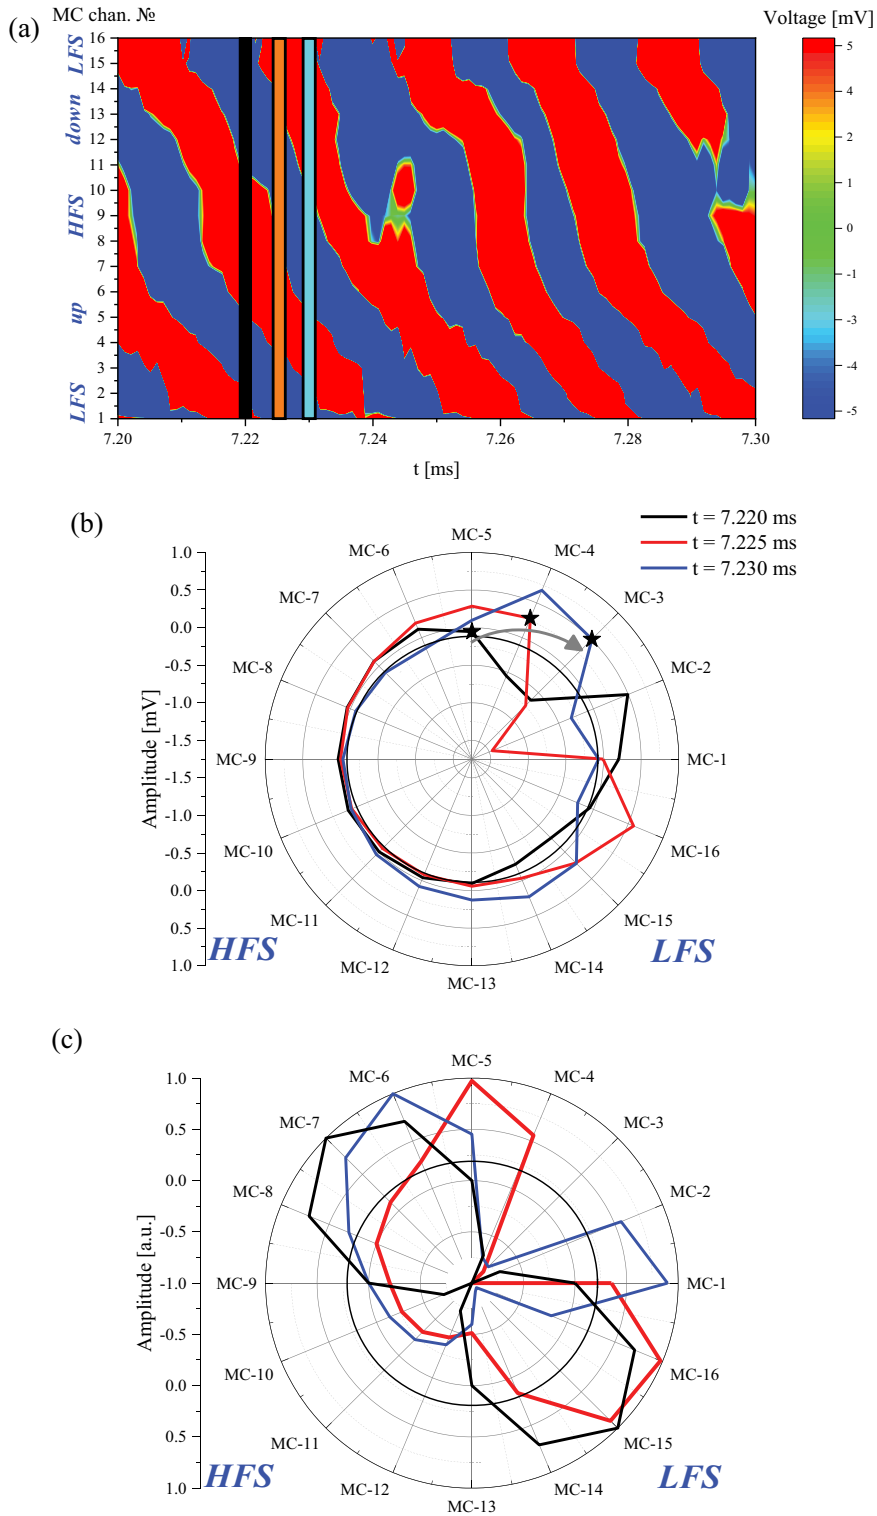 (a)
MC chan. №
Voltage [mV]
LFS
down
HFS
up
LFS
16
15
14
13
12
11
10
9
8
7
6
5
4
3
2
1
7.20
7.22
7.24
7.26
7.28
7.30
t [ms]
5
4
2
1
0
-1
-3
-4
-5
(b)
t = 7.220 ms
t = 7.225 ms
t = 7.230 ms
Amplitude [mV]
1.0
0.5
0.0
-0.5
-1.0
-1.5
-1.5
-1.0
-0.5
0.0
0.5
1.0
MC-5
MC-4
MC-3
MC-2
MC-1
MC-16
MC-15
MC-14
MC-13
MC-12
MC-11
MC-10
MC-9
MC-8
MC-7
MC-6
HFS
LFS
(c)
Amplitude [a.u.]
1.0
0.5
0.0
-0.5
-1.0
-0.5
0.0
0.5
1.0
MC-5
MC-4
MC-3
MC-2
MC-1
MC-16
MC-15
MC-14
MC-13
MC-12
MC-11
MC-10
MC-9
MC-8
MC-7
MC-6
HFS
LFS